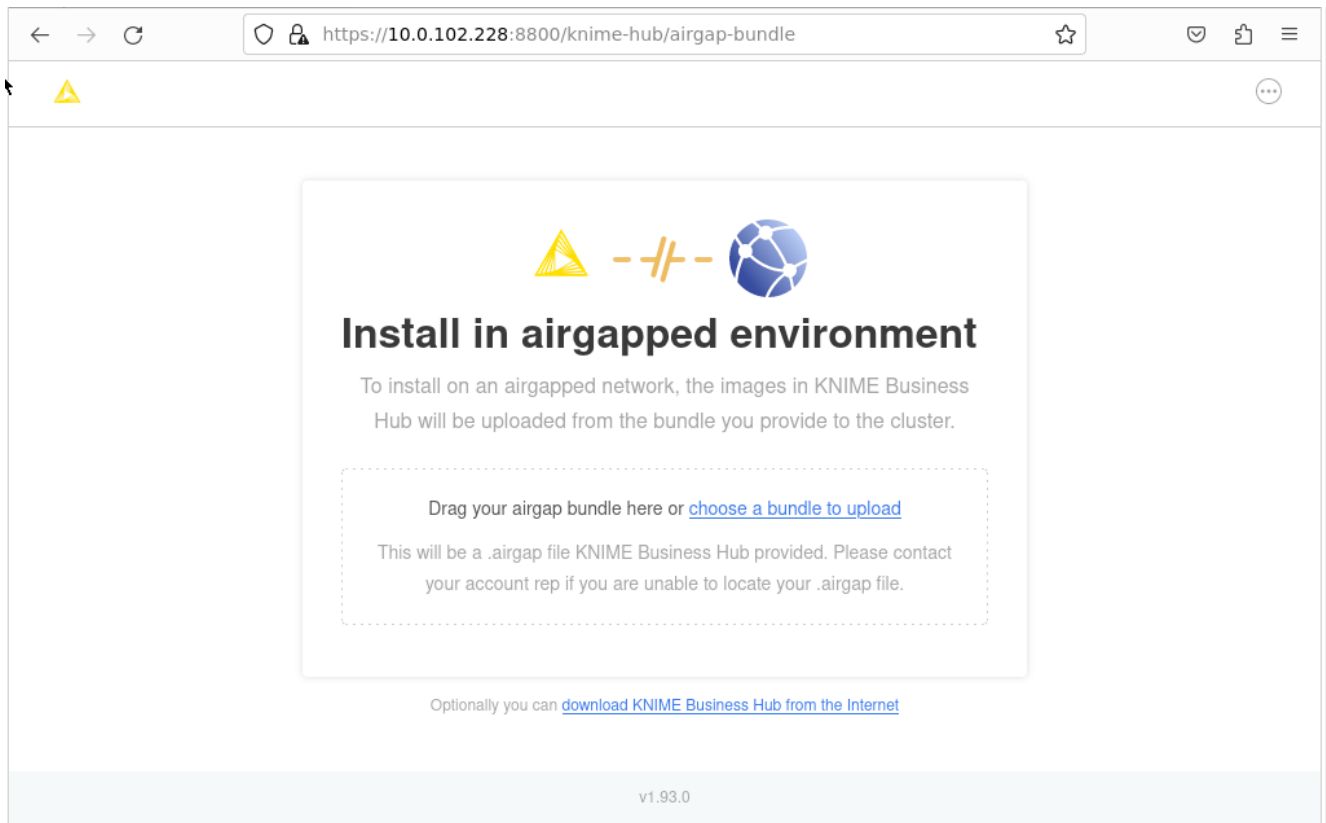 https://10.0.102.228:8800/knime-hub/airgap-bundle
Install in airgapped environment
To install on an airgapped network, the images in KNIME Business
Hub will be uploaded from the bundle you provide to the cluster.
Drag your airgap bundle here or choose a bundle to upload
This will be a .airgap file KNIME Business Hub provided. Please contact
your account rep if you are unable to locate your .airgap file.
Optionally you can download KNIME Business Hub from the Internet
v1.93.0